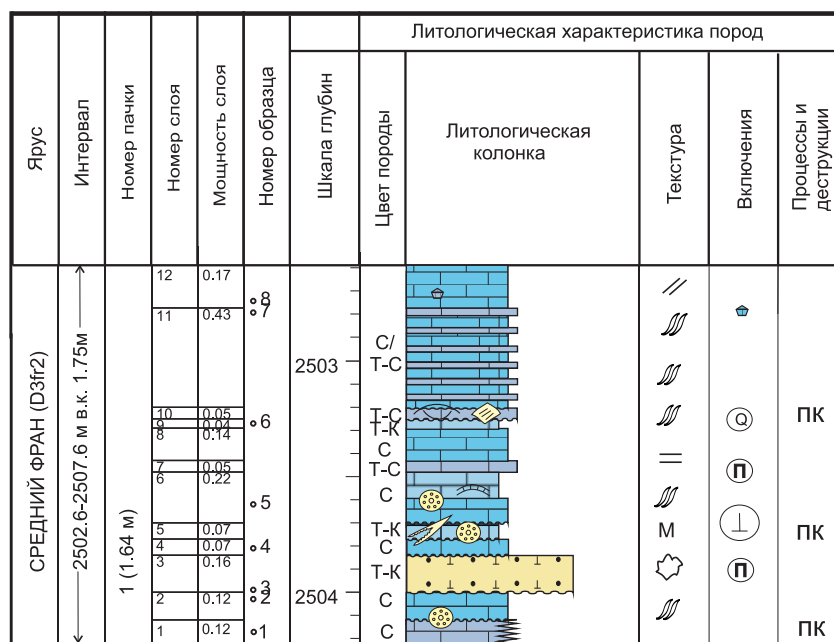 Ярус
Интервал
Номер пачки
Номер слоя
Мощность слоя
Номер образца
Шкала глубин
Литологическая характеристика пород
Цвет породы
Литологическая
колонка
Текстура
Включения
Процессы и
деструкции
СРЕДНИЙ ФРАН (D3fr2)
2502.6-2507.6 м в.к. 1.75м
1 (1.64 м)
12 0.17
8
7
11 0.43
С/
2503 Т-С
10 0.05 Т-С
9 0.04 6 Т-К Q ПК
8 0.14 С
7 0.05 Т-С П
6 0.22 С
5
5 0.07 Т-К М ПК
4 0.07 4 С
3 0.16 Т-К П
3
2 0.12 2 2504 С
1 0.12 1 С ПК